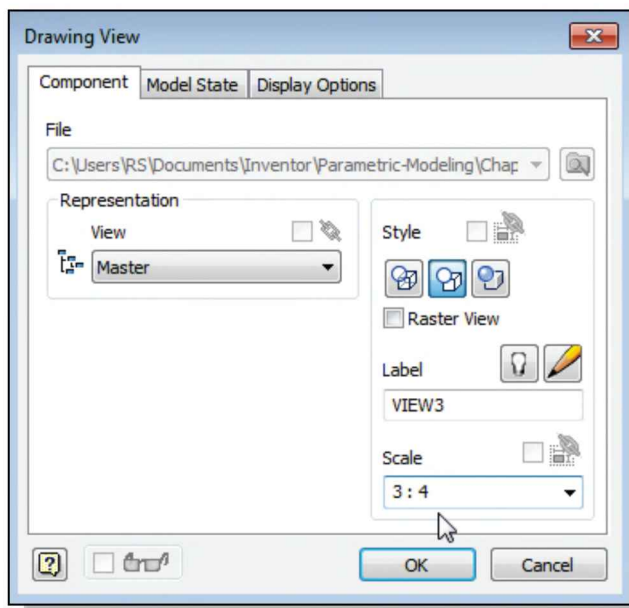 Drawing View
Component Model State Display Options
File
C:\Users\RS\Documents\Inventor\Parametric-Modeling\Chap
Representation
View
Master
Style
Raster View
Label
VIEW3
Scale
3 : 4
OK Cancel